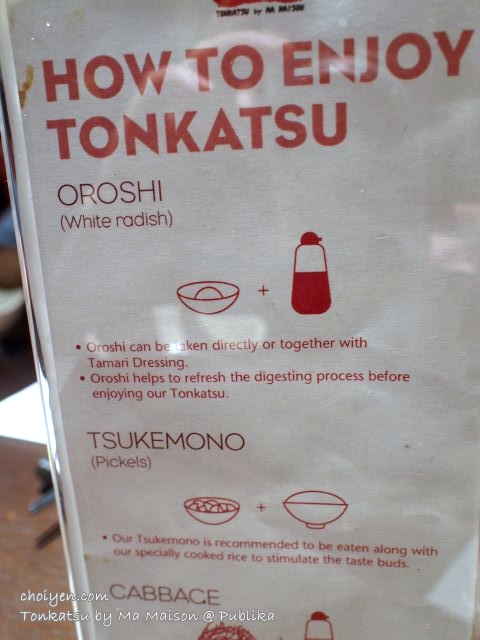 TONKATSU by MA MAISON
HOW TO ENJOY
TONKATSU
OROSHI
(White radish)
+
• Oroshi can be taken directly or together with
Tamari Dressing.
• Oroshi helps to refresh the digesting process before
enjoying our Tonkatsu.
TSUKEMONO
(Pickels)
+
• Our Tsukemono is recommended to be eaten along with
our specially cooked rice to stimulate the taste buds.
CABBAGE
+
choiyen.com
Tonkatsu by Ma Maison @ Publika